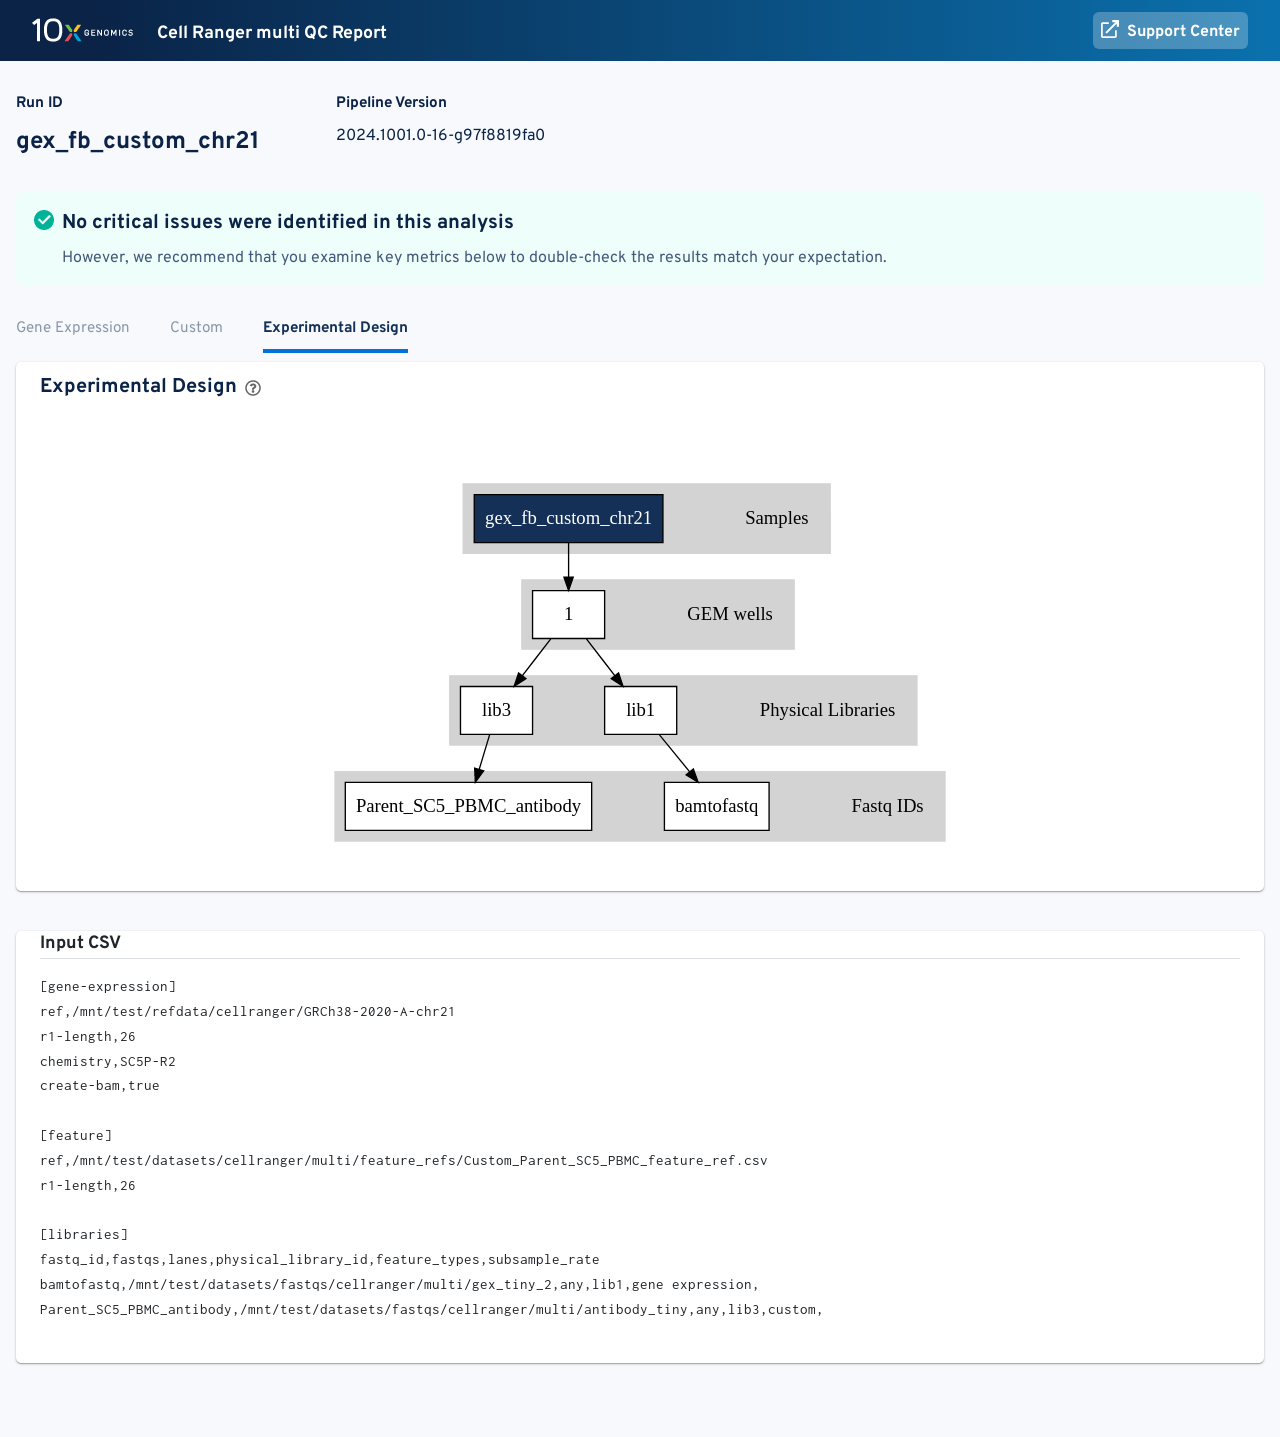 10X GENOMICS Cell Ranger multi QC Report Support Center
Run ID Pipeline Version
gex_fb_custom_chr21 2024.1001.0-16-g97f8819fa0
No critical issues were identified in this analysis
However, we recommend that you examine key metrics below to double-check the results match your expectation.
Gene Expression Custom Experimental Design
Experimental Design ?
gex_fb_custom_chr21 Samples
1 GEM wells
lib3 lib1 Physical Libraries
Parent_SC5_PBMC_antibody bamtofastq Fastq IDs
Input CSV
[gene-expression]
ref,/mnt/test/refdata/cellranger/GRCh38-2020-A-chr21
r1-length,26
chemistry,SC5P-R2
create-bam,true
[feature]
ref,/mnt/test/datasets/cellranger/multi/feature_refs/Custom_Parent_SC5_PBMC_feature_ref.csv
r1-length,26
[libraries]
fastq_id,fastqs,lanes,physical_library_id,feature_types,subsample_rate
bamtofastq,/mnt/test/datasets/fastqs/cellranger/multi/gex_tiny_2,any,lib1,gene expression,
Parent_SC5_PBMC_antibody,/mnt/test/datasets/fastqs/cellranger/multi/antibody_tiny,any,lib3,custom,